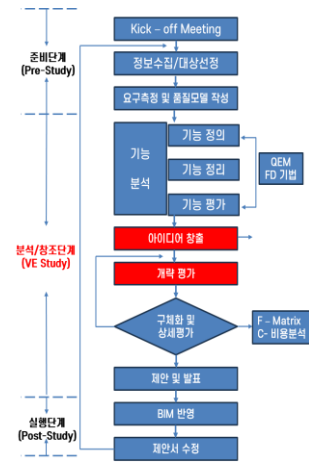 Kick - off Meeting
준비단계
(Pre-Study)
정보수집/대상선정
요구측정 및 품질모델 작성
기능
분석
기능 정의
기능 정리
기능 평가
QEM
FD 기법
아이디어 창출
분석/창조단계
(VE Study)
개략 평가
구체화 및
상세평가
F - Matrix
C- 비용분석
제안 및 발표
BIM 반영
실행단계
(Post-Study)
제안서 수정